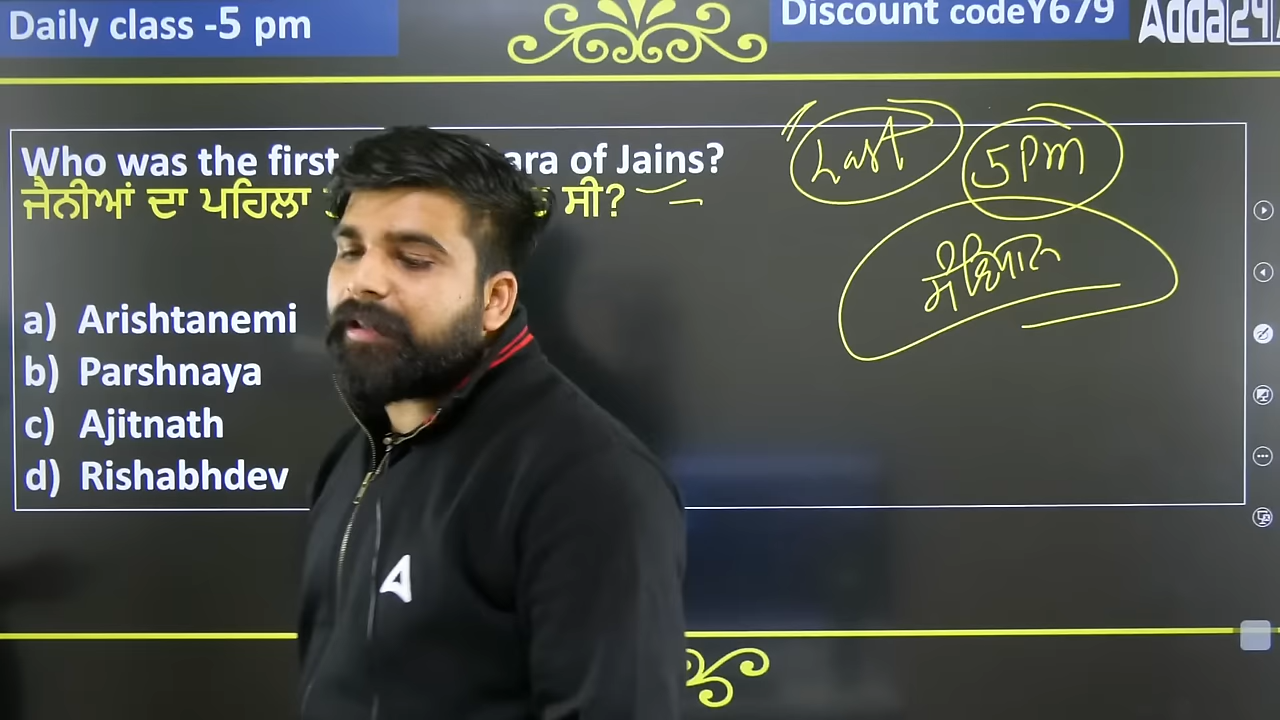 Daily class -5 pm
Discount codeY679
Adda24
Who was the first ara of Jains?
ਜੈਨੀਆਂ ਦਾ ਪਹਿਲਾ ਸੀ?
Last 5pm
ਸੰਵਿਧਾਨ
a) Arishtanemi
b) Parshnaya
c) Ajitnath
d) Rishabhdev